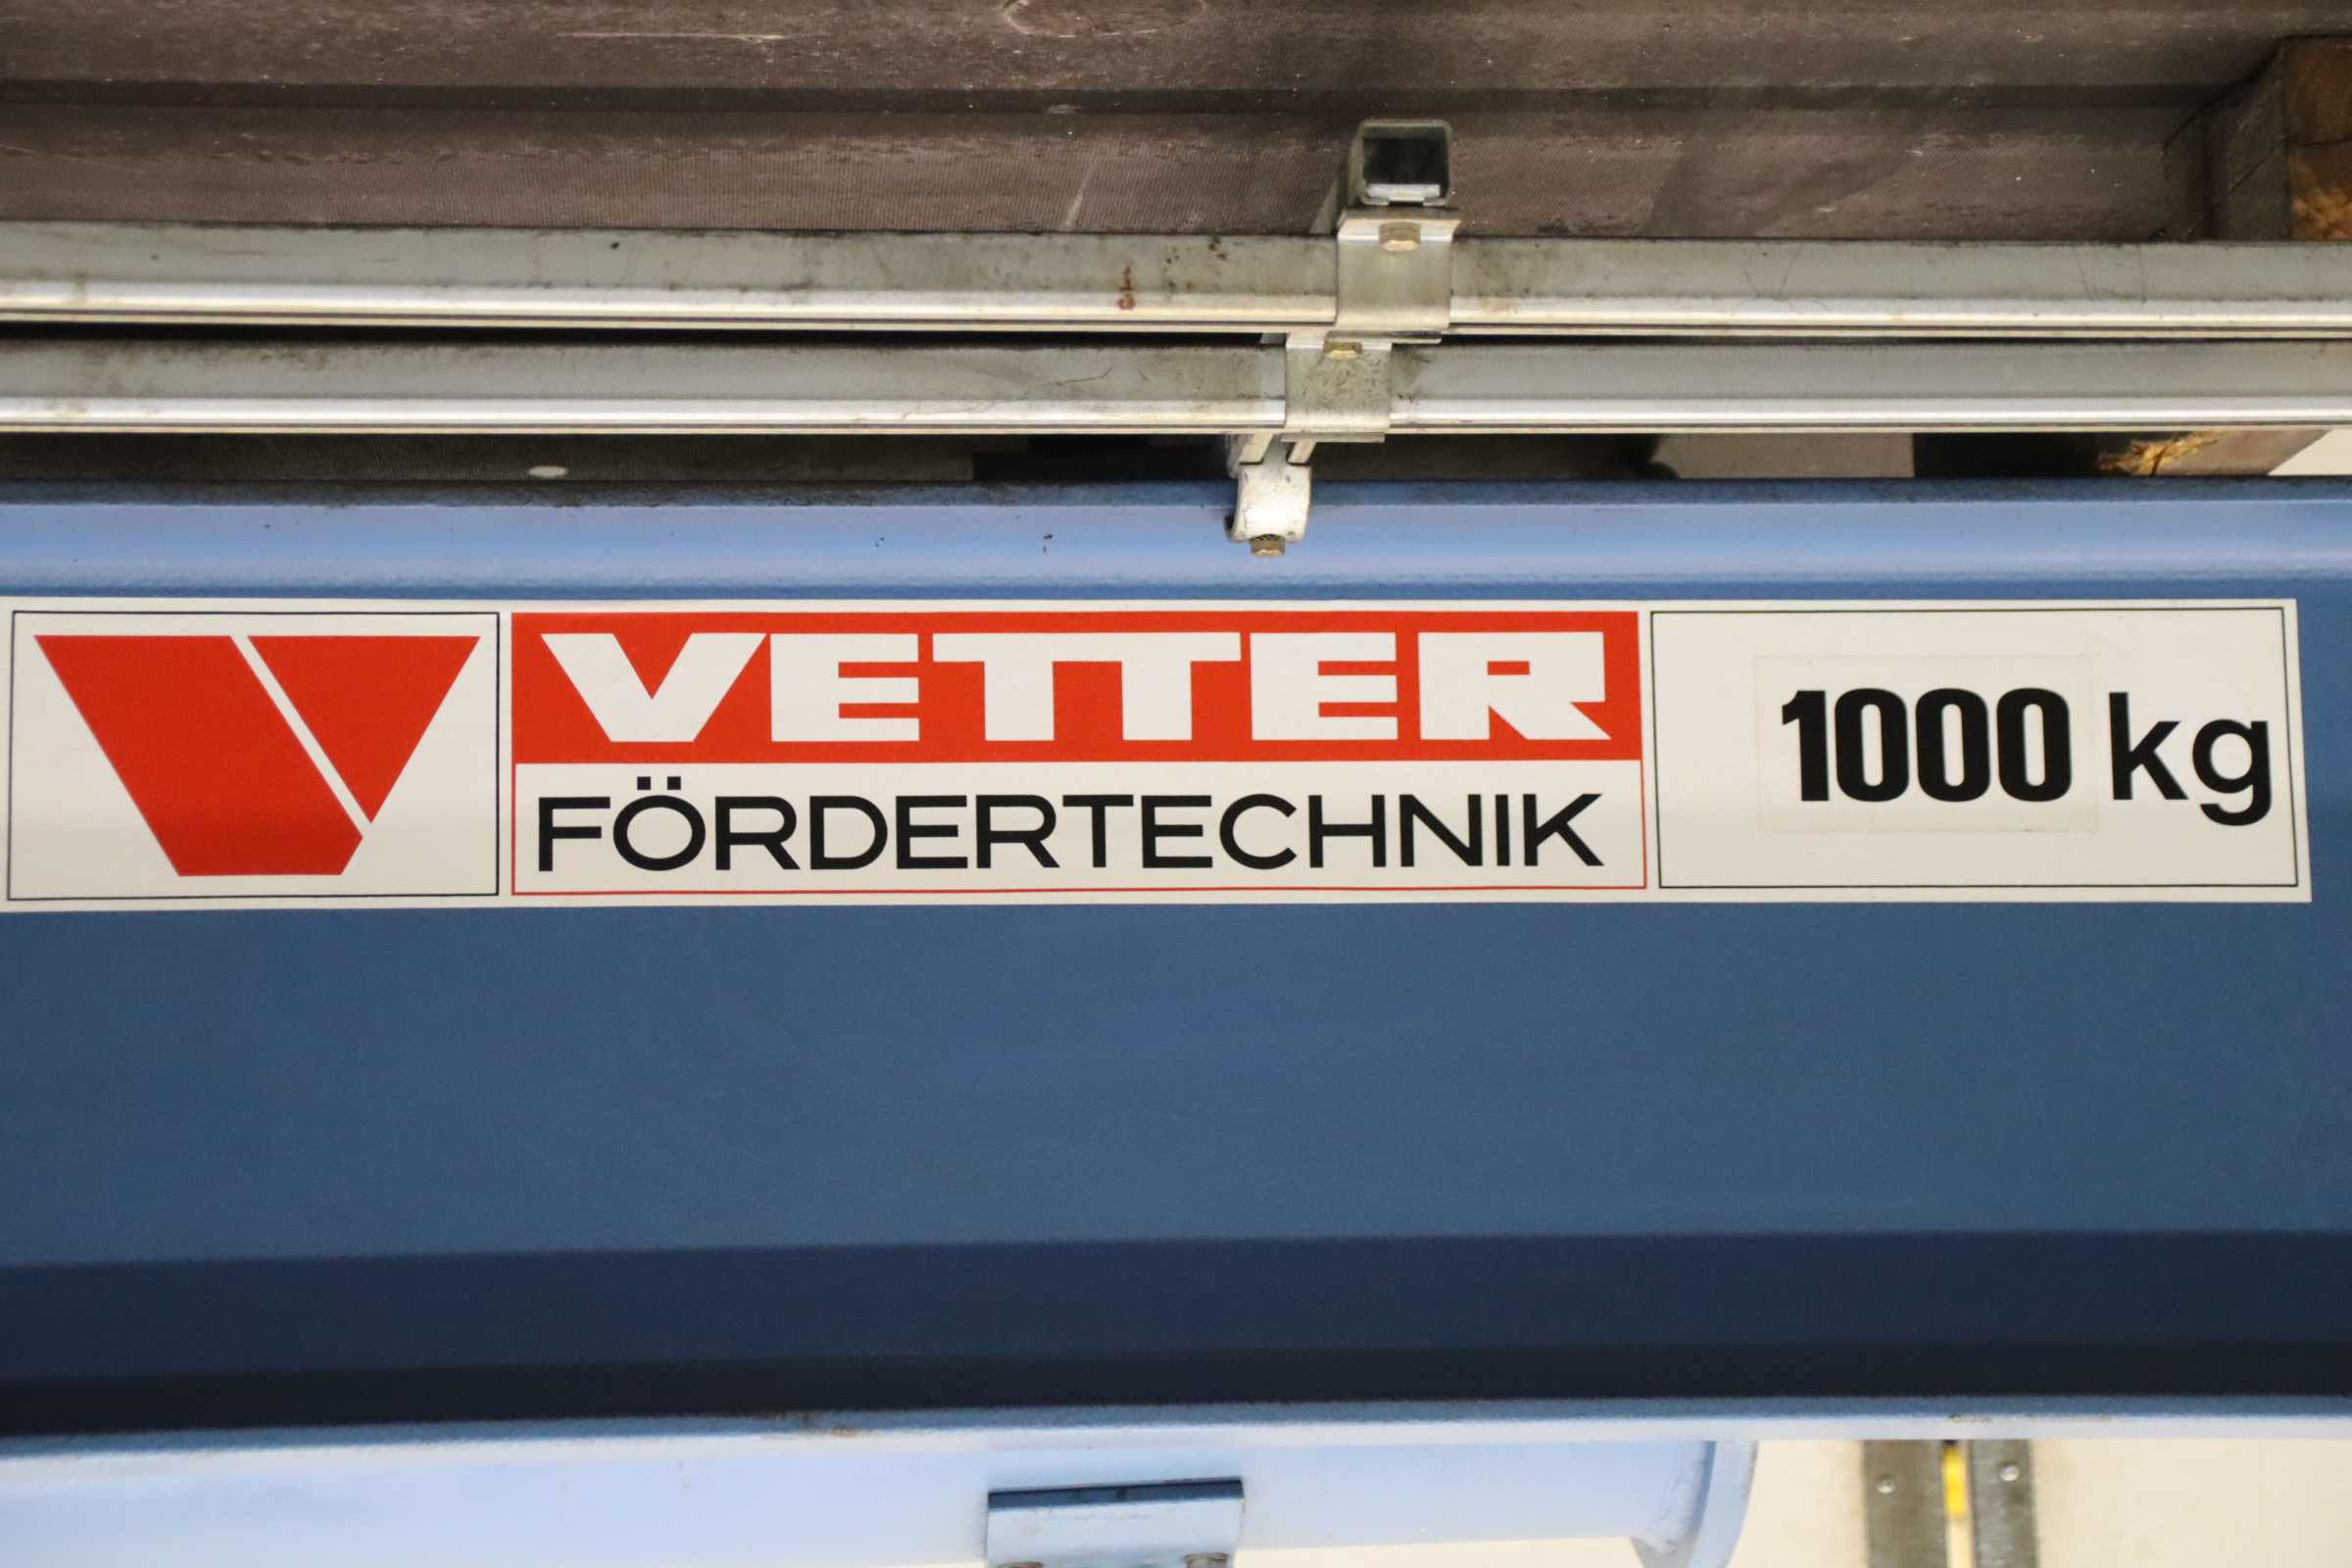 VETTER
FÖRDERTECHNIK
1000 kg